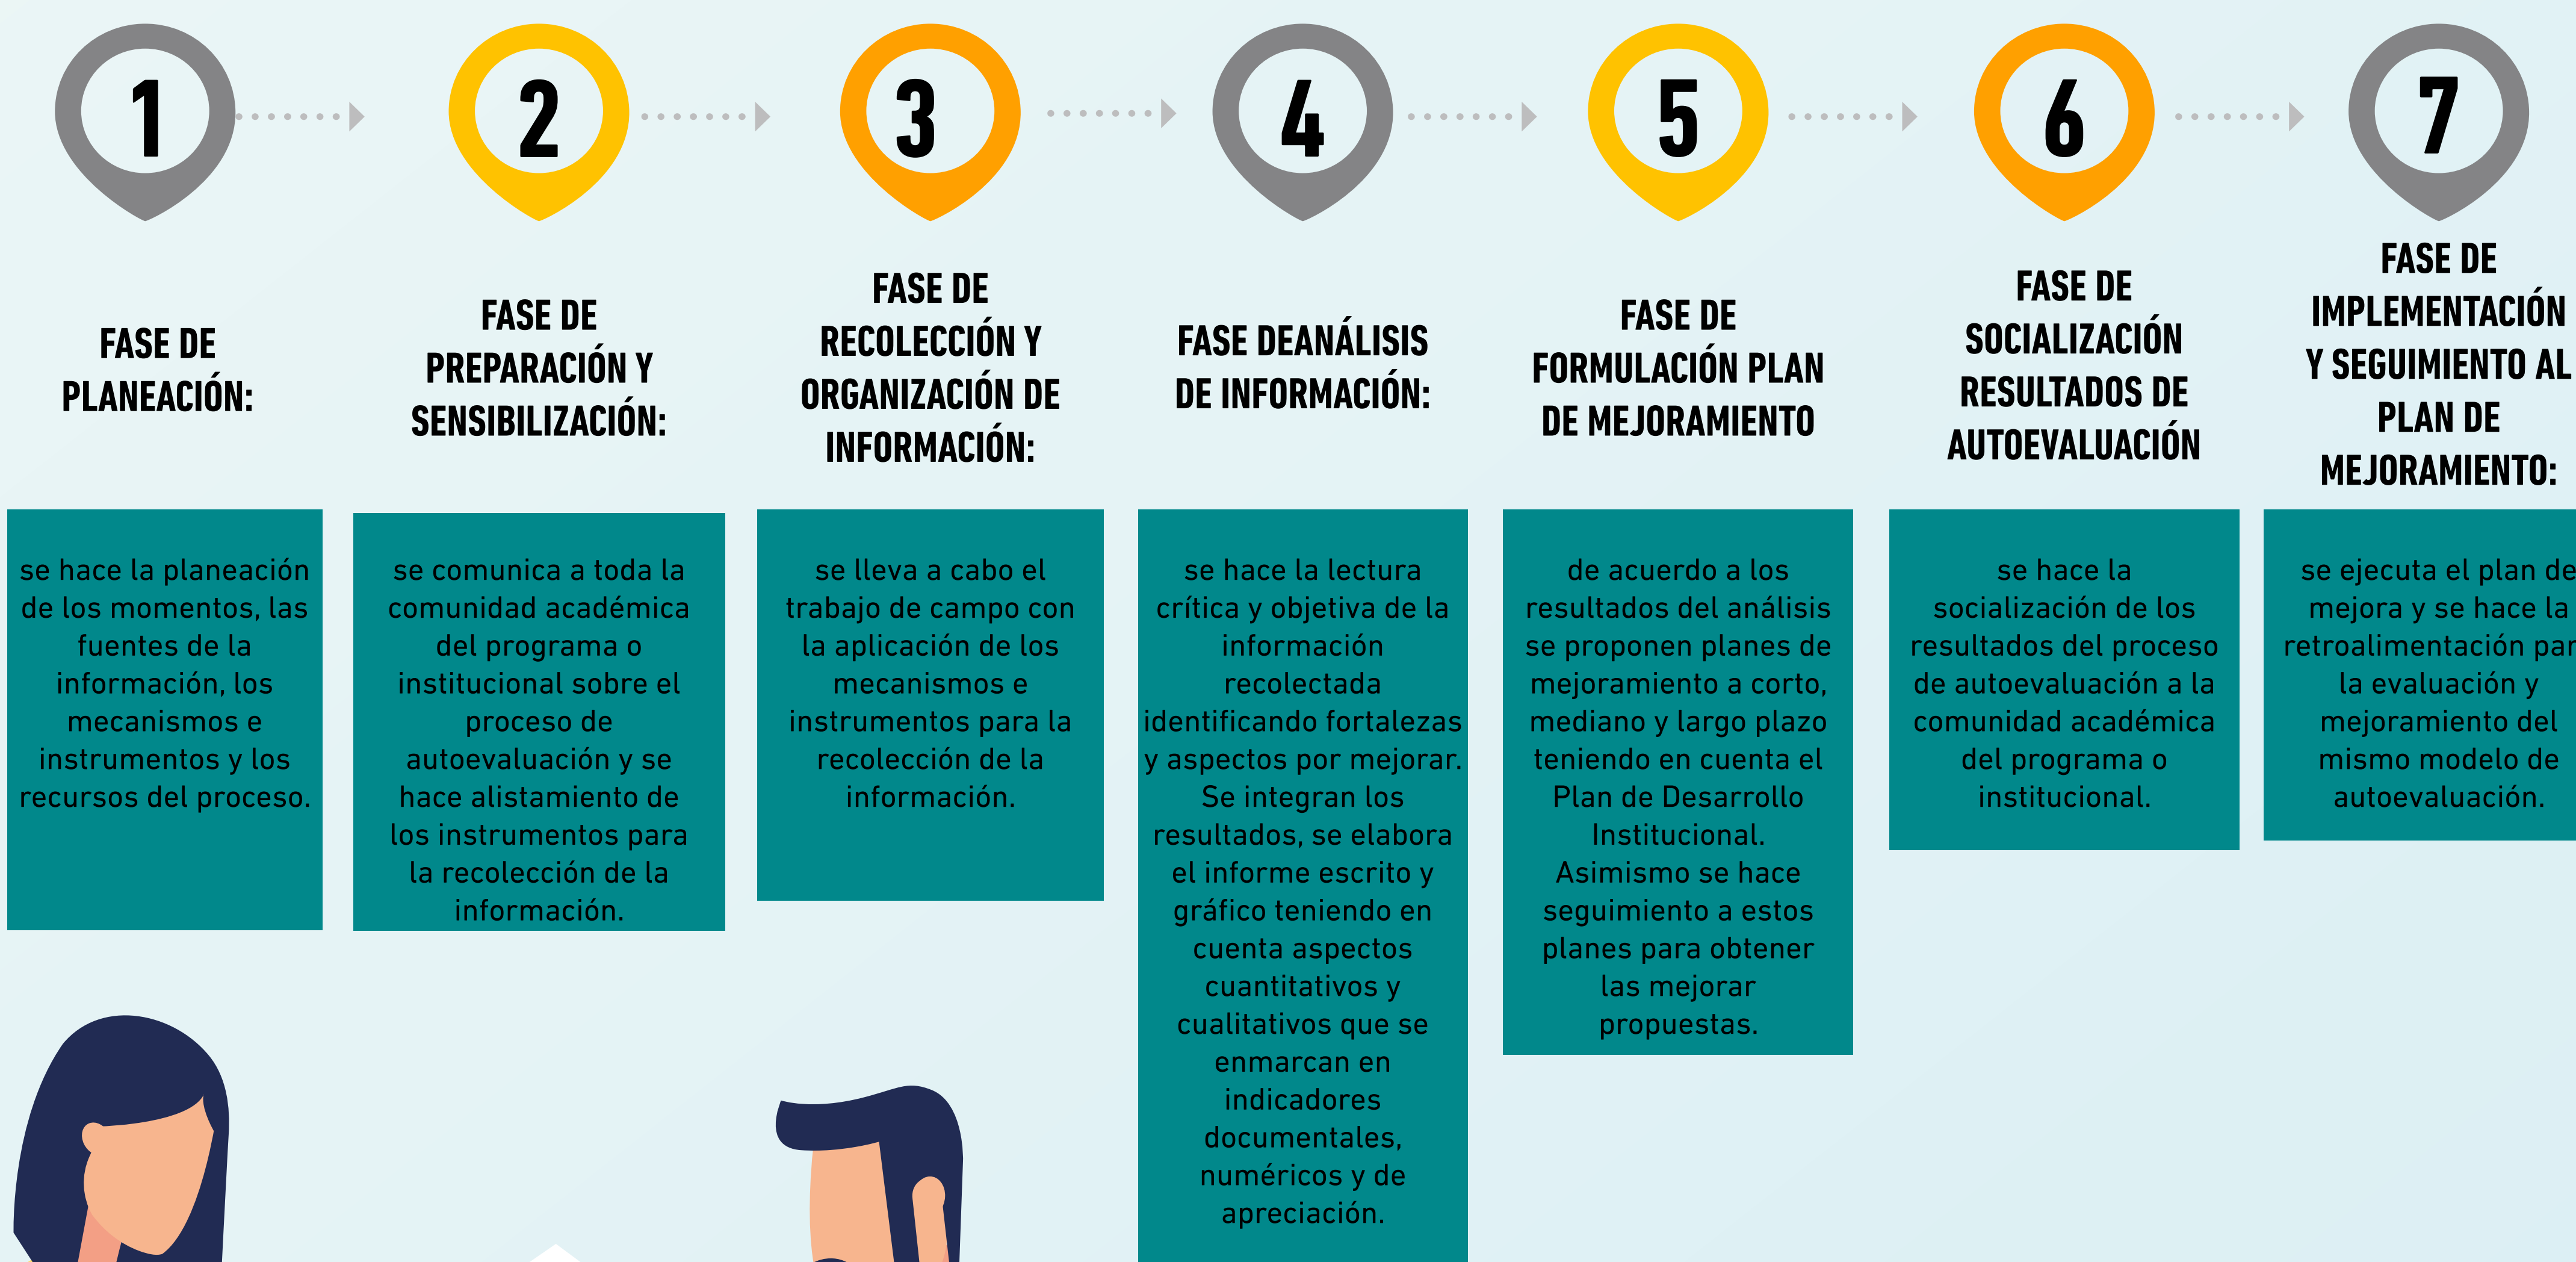 1
FASE DE
PLANEACIÓN:
se hace la planeación
de los momentos, las
fuentes de la
información, los
mecanismos e
instrumentos y los
recursos del proceso.
2
FASE DE
PREPARACIÓN Y
SENSIBILIZACIÓN:
se comunica a toda la
comunidad académica
del programa o
institucional sobre el
proceso de
autoevaluación y se
hace alistamiento de
los instrumentos para
la recolección de la
información.
3
FASE DE
RECOLECCIÓN Y
ORGANIZACIÓN DE
INFORMACIÓN:
se lleva a cabo el
trabajo de campo con
la aplicación de los
mecanismos e
instrumentos para la
recolección de la
información.
4
FASE DEANÁLISIS
DE INFORMACIÓN:
se hace la lectura
crítica y objetiva de la
información
recolectada
identificando fortalezas
y aspectos por mejorar.
Se integran los
resultados, se elabora
el informe escrito y
gráfico teniendo en
cuenta aspectos
cuantitativos y
cualitativos que se
enmarcan en
indicadores
documentales,
numéricos y de
apreciación.
5
FASE DE
FORMULACIÓN PLAN
DE MEJORAMIENTO
de acuerdo a los
resultados del análisis
se proponen planes de
mejoramiento a corto,
mediano y largo plazo
teniendo en cuenta el
Plan de Desarrollo
Institucional.
Asimismo se hace
seguimiento a estos
planes para obtener
las mejorar
propuestas.
6
FASE DE
SOCIALIZACIÓN
RESULTADOS DE
AUTOEVALUACIÓN
se hace la
socialización de los
resultados del proceso
de autoevaluación a la
comunidad académica
del programa o
institucional.
7
FASE DE
IMPLEMENTACIÓN
Y SEGUIMIENTO AL
PLAN DE
MEJORAMIENTO:
se ejecuta el plan de
mejora y se hace la
retroalimentación par
la evaluación y
mejoramiento del
mismo modelo de
autoevaluación.